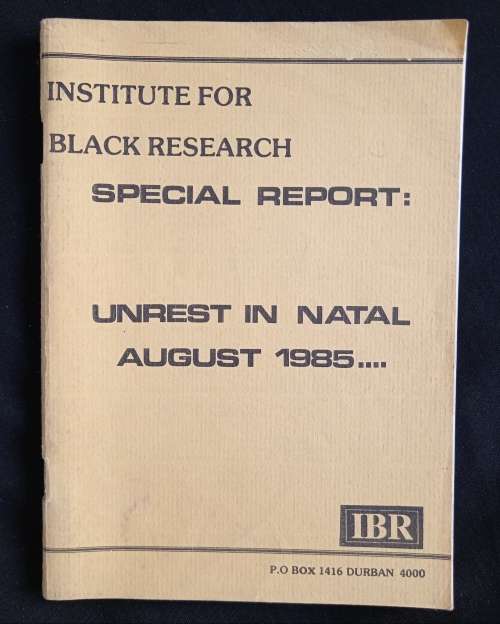 INSTITUTE FOR
BLACK RESEARCH
SPECIAL REPORT:
UNREST IN NATAL
AUGUST 1985....
IBR
P.O BOX 1416 DURBAN 4000